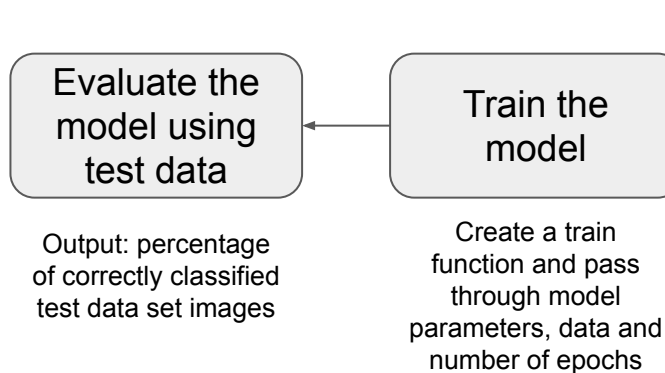 Evaluate the
model using
test data
Output: percentage
of correctly classified
test data set images
Train the
model
Create a train
function and pass
through model
parameters, data and
number of epochs